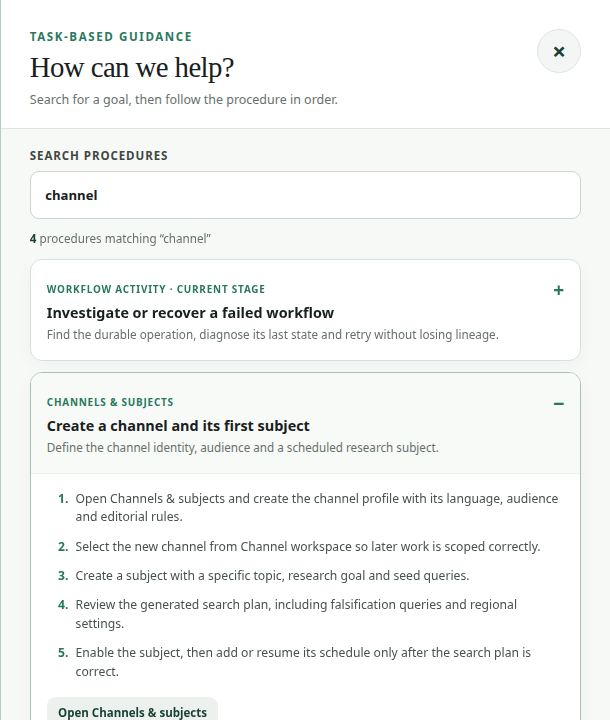 TASK-BASED GUIDANCE
How can we help?
×
Search for a goal, then follow the procedure in order.
SEARCH PROCEDURES
channel
4 procedures matching “channel”
WORKFLOW ACTIVITY · CURRENT STAGE
+
Investigate or recover a failed workflow
Find the durable operation, diagnose its last state and retry without losing lineage.
CHANNELS & SUBJECTS
−
Create a channel and its first subject
Define the channel identity, audience and a scheduled research subject.
1. Open Channels & subjects and create the channel profile with its language, audience
and editorial rules.
2. Select the new channel from Channel workspace so later work is scoped correctly.
3. Create a subject with a specific topic, research goal and seed queries.
4. Review the generated search plan, including falsification queries and regional
settings.
5. Enable the subject, then add or resume its schedule only after the search plan is
correct.
Open Channels & subjects